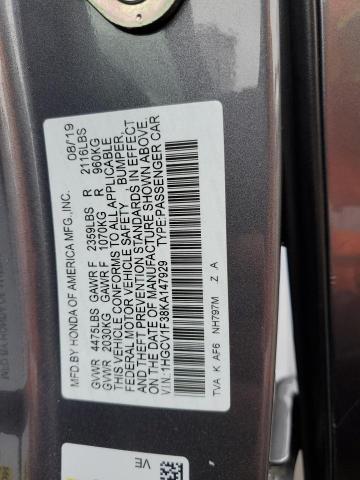 MFD.BY HONDA OF AMERICA MFG.,INC. 08/19
GVWR 4475LBS GAWR F 2359LBS R 2116LBS
GVWR 2030KG GAWR F 1070KG R 960KG
THIS VEHICLE CONFORMS TO ALL APPLICABLE
FEDERAL MOTOR VEHICLE SAFETY, BUMPER,
AND THEFT PREVENTION STANDARDS IN EFFECT
ON THE DATE OF MANUFACTURE SHOWN ABOVE.
V.I.N.:1HGCV1F38KA147929 TYPE:PASSENGER CAR
TVA K AF6 NH797M Z A
VE